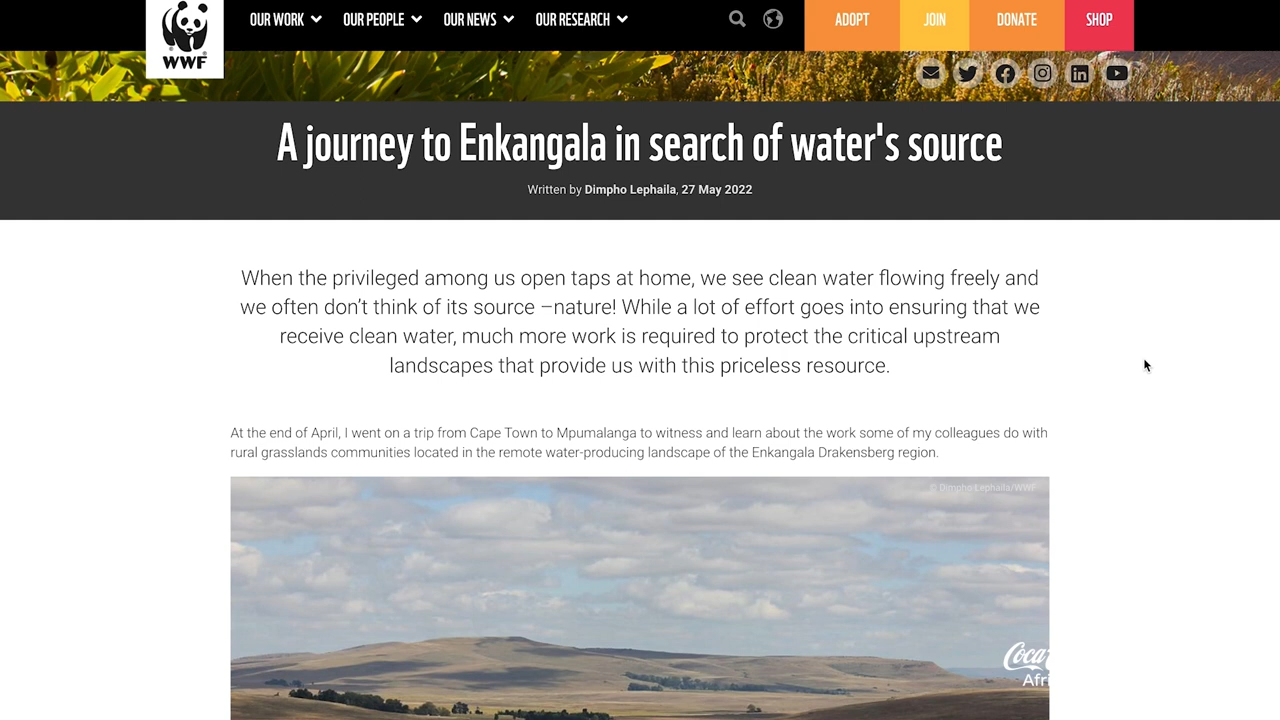 OUR WORK OUR PEOPLE OUR NEWS OUR RESEARCH ADOPT JOIN DONATE SHOP
WWF
A journey to Enkangala in search of water's source
Written by Dimpho Lephaila, 27 May 2022
When the privileged among us open taps at home, we see clean water flowing freely and
we often don’t think of its source –nature! While a lot of effort goes into ensuring that we
receive clean water, much more work is required to protect the critical upstream
landscapes that provide us with this priceless resource.
At the end of April, I went on a trip from Cape Town to Mpumalanga to witness and learn about the work some of my colleagues do with
rural grasslands communities located in the remote water-producing landscape of the Enkangala Drakensberg region.
© Dimpho Lephaila/WWF
Coca
Afri